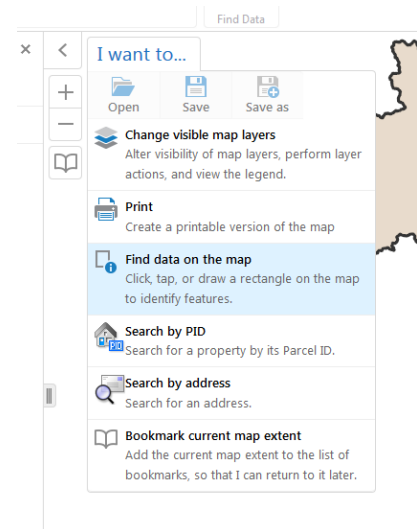 Find Data
I want to...
Open Save Save as
Change visible map layers
Alter visibility of map layers, perform layer
actions, and view the legend.
Print
Create a printable version of the map
Find data on the map
Click, tap, or draw a rectangle on the map
to identify features.
Search by PID
PID
Search for a property by its Parcel ID.
Search by address
Search for an address.
Bookmark current map extent
Add the current map extent to the list of
bookmarks, so that I can return to it later.